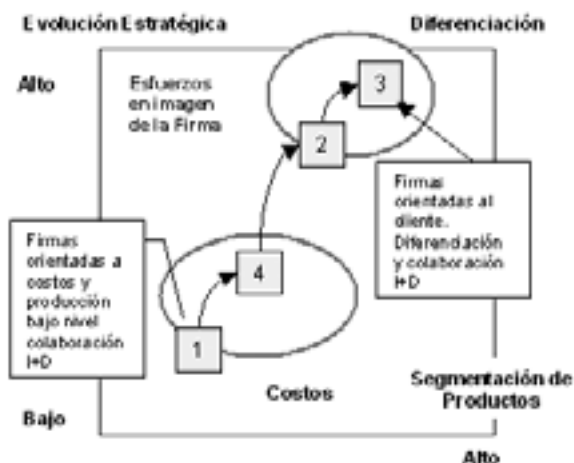 Evolución Estratégica
Diferenciación
Alto
Esfuerzos
en imagen
de la Firma
3
2
Firmas
orientadas al
cliente.
Diferenciación
y colaboración
I+D
Firmas
orientadas a
costos y
producción
bajo nivel
colaboración
I+D
4
1
Costos
Segmentación de
Productos
Bajo
Alto